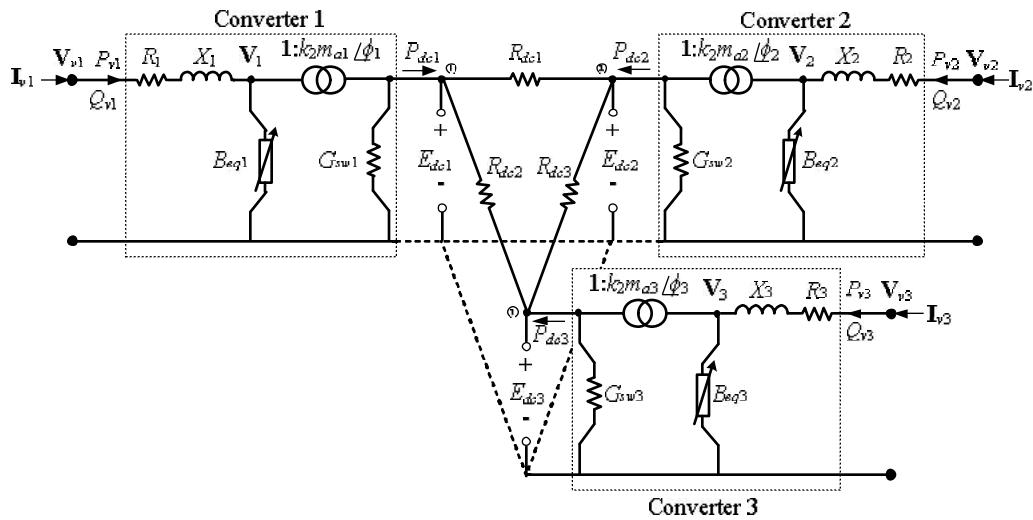 Converter 1
Converter 2
V_v1 P_v1 R_1 X_1 V_1 1:k_2m_a1/ϕ_1 P_dc1 R_dc1 P_dc2 1:k_2m_a2/ϕ_2 V_2 X_2 R_2 P_v2 V_v2
I_v1 Q_v1 Q_v2 I_v2
+ +
B_eq1 G_sw1 E_dc1 R_dc2 R_dc3 E_dc2 G_sw2 B_eq2
- -
1:k_2m_a3/ϕ_3 V_3 X_3 R_3 P_v3 V_v3
P_dc3 Q_v3 I_v3
+
E_dc3 G_sw3 B_eq3
-
Converter 3